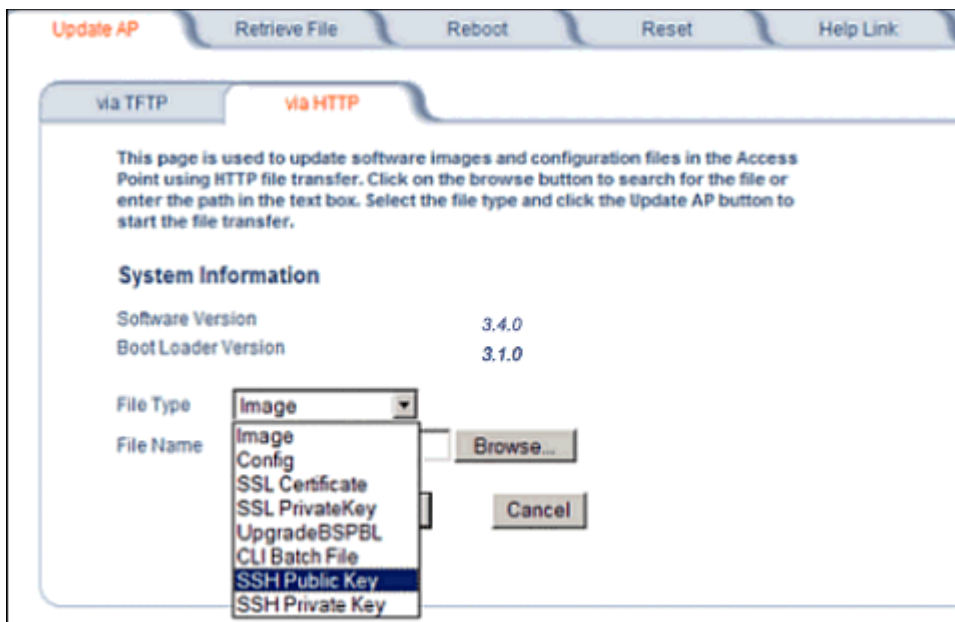 Update AP Retrieve File Reboot Reset Help Link
via TFTP via HTTP
This page is used to update software images and configuration files in the Access
Point using HTTP file transfer. Click on the browse button to search for the file or
enter the path in the text box. Select the file type and click the Update AP button to
start the file transfer.
System Information
Software Version 3.4.0
Boot Loader Version 3.1.0
File Type Image
File Name Browse...
Image
Config
SSL Certificate
SSL PrivateKey
UpgradeBSPBL
CLI Batch File
SSH Public Key
SSH Private Key
Cancel